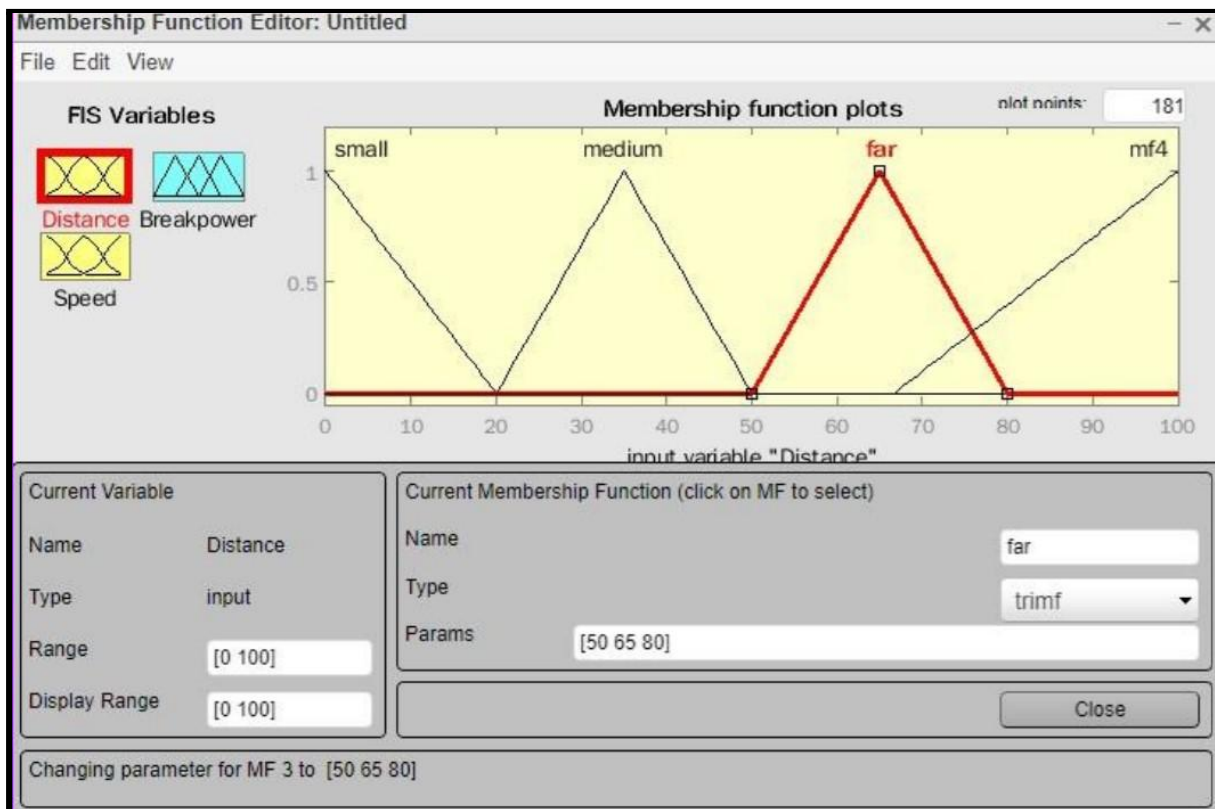 Membership Function Editor: Untitled
File Edit View
FIS Variables
Distance Breakpower
Speed
Membership function plots
plot points: 181
small medium far mf4
1
0.5
0
0 10 20 30 40 50 60 70 80 90 100
input variable "Distance"
Current Variable
Name Distance
Type input
Range [0 100]
Display Range [0 100]
Current Membership Function (click on MF to select)
Name far
Type trimf
Params [50 65 80]
Close
Changing parameter for MF 3 to [50 65 80]